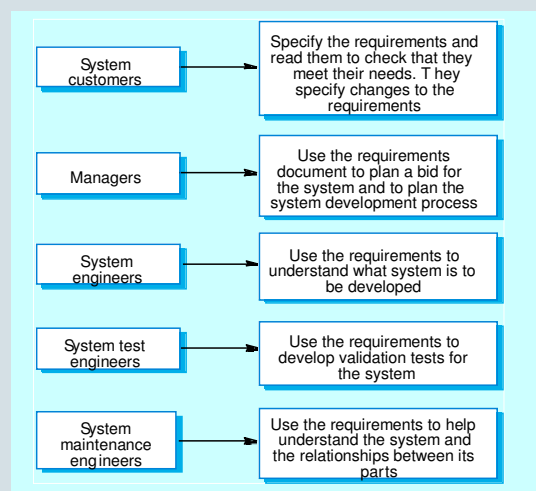 System
customers
Specify the requirements and
read them to check that they
meet their needs. T hey
specify changes to the
requirements
Managers
Use the requirements
document to plan a bid for
the system and to plan the
system development process
System
engineers
Use the requirements to
understand what system is to
be developed
System test
engineers
Use the requirements to
develop validation tests for
the system
System
maintenance
engineers
Use the requirements to help
understand the system and
the relationships between its
parts